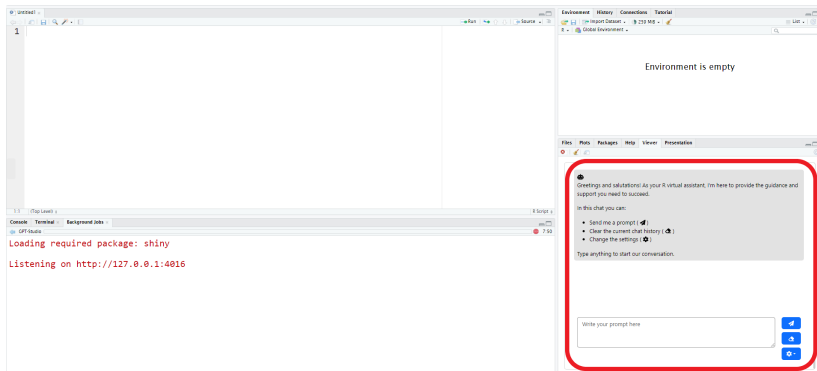 Untitled1
Run
Source
1
1:1
(Top Level)
R Script
Console Terminal Background Jobs
GPT-Studio
7:50
Loading required package: shiny
Listening on http://127.0.0.1:4016
Environment History Connections Tutorial
Import Dataset
230 MiB
List
R
Global Environment
Environment is empty
Files Plots Packages Help Viewer Presentation
Greetings and salutations! As your R virtual assistant, I'm here to provide the guidance and
support you need to succeed.
In this chat you can:
• Send me a prompt ( )
• Clear the current chat history ( )
• Change the settings ( )
Type anything to start our conversation.
Write your prompt here